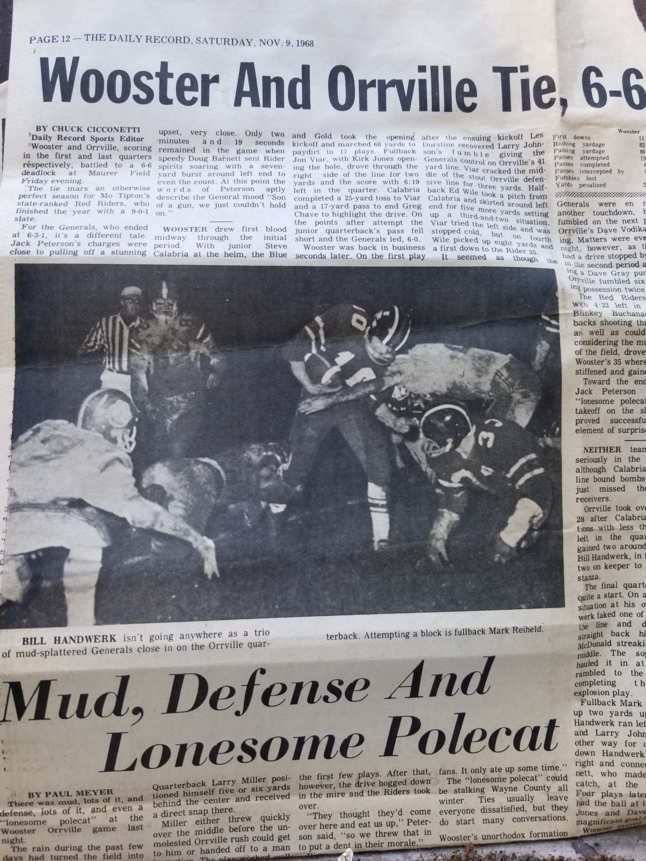 PAGE 12 — THE DAILY RECORD, SATURDAY, NOV. 9, 1968
Wooster And Orrville Tie, 6-6
BY CHUCK CICCONETTI
Daily Record Sports Editor
Wooster and Orrville, scoring
in the first and last quarters
respectively, battled to a 6-6
deadlock at Maurer Field
Friday evening.
The tie mars an otherwise
perfect season for Mo Tipton's
state-ranked Red Riders, who
finished the year with a 9-0-1
slate.
For the Generals, who ended
at 6-3-1, it's a different tale.
Jack Peterson's charges were
close to pulling off a stunning
upset, very close. Only two
minutes and 19 seconds
remained in the game when
speedy Doug Barnett sent Rider
spirits soaring with a seven-
yard burst around left end to
even the count. At this point the
words of Peterson aptly
describe the General mood "Son
of a gun, we just couldn't hold
on."
WOOSTER drew first blood
midway through the initial
period. With junior Steve
Calabria at the helm, the Blue
and Gold took the opening
kickoff and marched 68 yards to
paydirt in 17 plays. Fullback
Jon Viar, with Kirk Jones open-
ing the hole, drove through the
right side of the line for two
yards and the score with 6:19
left in the quarter. Calabria
completed a 25-yard toss to Viar
and a 17-yard pass to end Greg
Chave to highlight the drive. On
the points after attempt the
junior quarterback's pass fell
short and the Generals led, 6-0.
Wooster was back in business
seconds later. On the first play
after the ensuing kickoff Les
Durstine recovered Larry John-
son's fumble giving the
Generals control on Orrville's 41
yard line. Viar cracked the mid-
dle of the stout Orrville defen-
sive line for three yards. Half-
back Ed Wile took a pitch from
Calabria and skirted around left
end for five more yards setting
up a third-and-two situation.
Viar tried the left side and was
stopped cold, but on fourth
Wile picked up eight yards and
a first down to the Rider 25.
It seemed as though the
Wooster
First downs 11
Rushing yardage
Passing yardage
Passes attempted
Passes completed
Passes intercepted by
Fumbles lost
Yards penalized
Generals were en
another touchdown,
fumbled on the next
Orrville's Dave Vodika
ing. Matters were eve
night, however, as
had a drive stopped by
in the second period
ing a Dave Gray pun
Orrville fumbled six
ing possession twice
The Red Riders
with 4:22 left in
Blinkey Buchana
backs shooting th
as well as could
considering the mu
of the field, drove
Wooster's 35 where
stiffened and gaine
Toward the end
Jack Peterson
"lonesome poleca
takeoff on the s
proved successfu
element of surpris
NEITHER team
seriously in the
although Calabria
line bound bombs
just missed the
receivers.
Orrville took ov
28 after Calabria
tions with less th
left in the quar
gained two around
Bill Handwerk, in
two on keeper to
stanza.
The final quart
quite a start. On a
situation at his o
werk faked one of
the line and d
straight back hi
McDonald streaki
middle. The so
hauled it in at
rambled to the
completing th
explosion play.
Fullback Mark
up two yards u
Handwerk ran lef
and Larry John
other way for
down Handwerk
right and connec
nett, who made
catch, at the
Four plays later
had the ball at
Jones and Dave
BILL HANDWERK isn't going anywhere as a trio
of mud-splattered Generals close in on the Orrville quar-
terback. Attempting a block is fullback Mark Reiheld.
Mud, Defense And
Lonesome Polecat
BY PAUL MEYER
There was mud, lots of it, and
defense, lots of it, and even a
"lonesome polecat" at the
Wooster Orrville game last
night.
The rain during the past few
days had turned the field into
Quarterback Larry Miller posi-
tioned himself five or six yards
behind the center and received
a direct snap there.
Miller either threw quickly
over the middle before the un-
molested Orrville rush could get
to him or handed off to a man
the first few plays. After that,
however, the drive bogged down
in the mire and the Riders took
over.
"They thought they'd come
over here and eat us up," Peter-
son said, "so we threw that in
to put a dent in their morale."
fans. It only ate up some time."
The "lonesome polecat" could
be stalking Wayne County all
winter. Ties usually leave
everyone dissatisfied, but they
do start many conversations.
Wooster's unorthodox formation